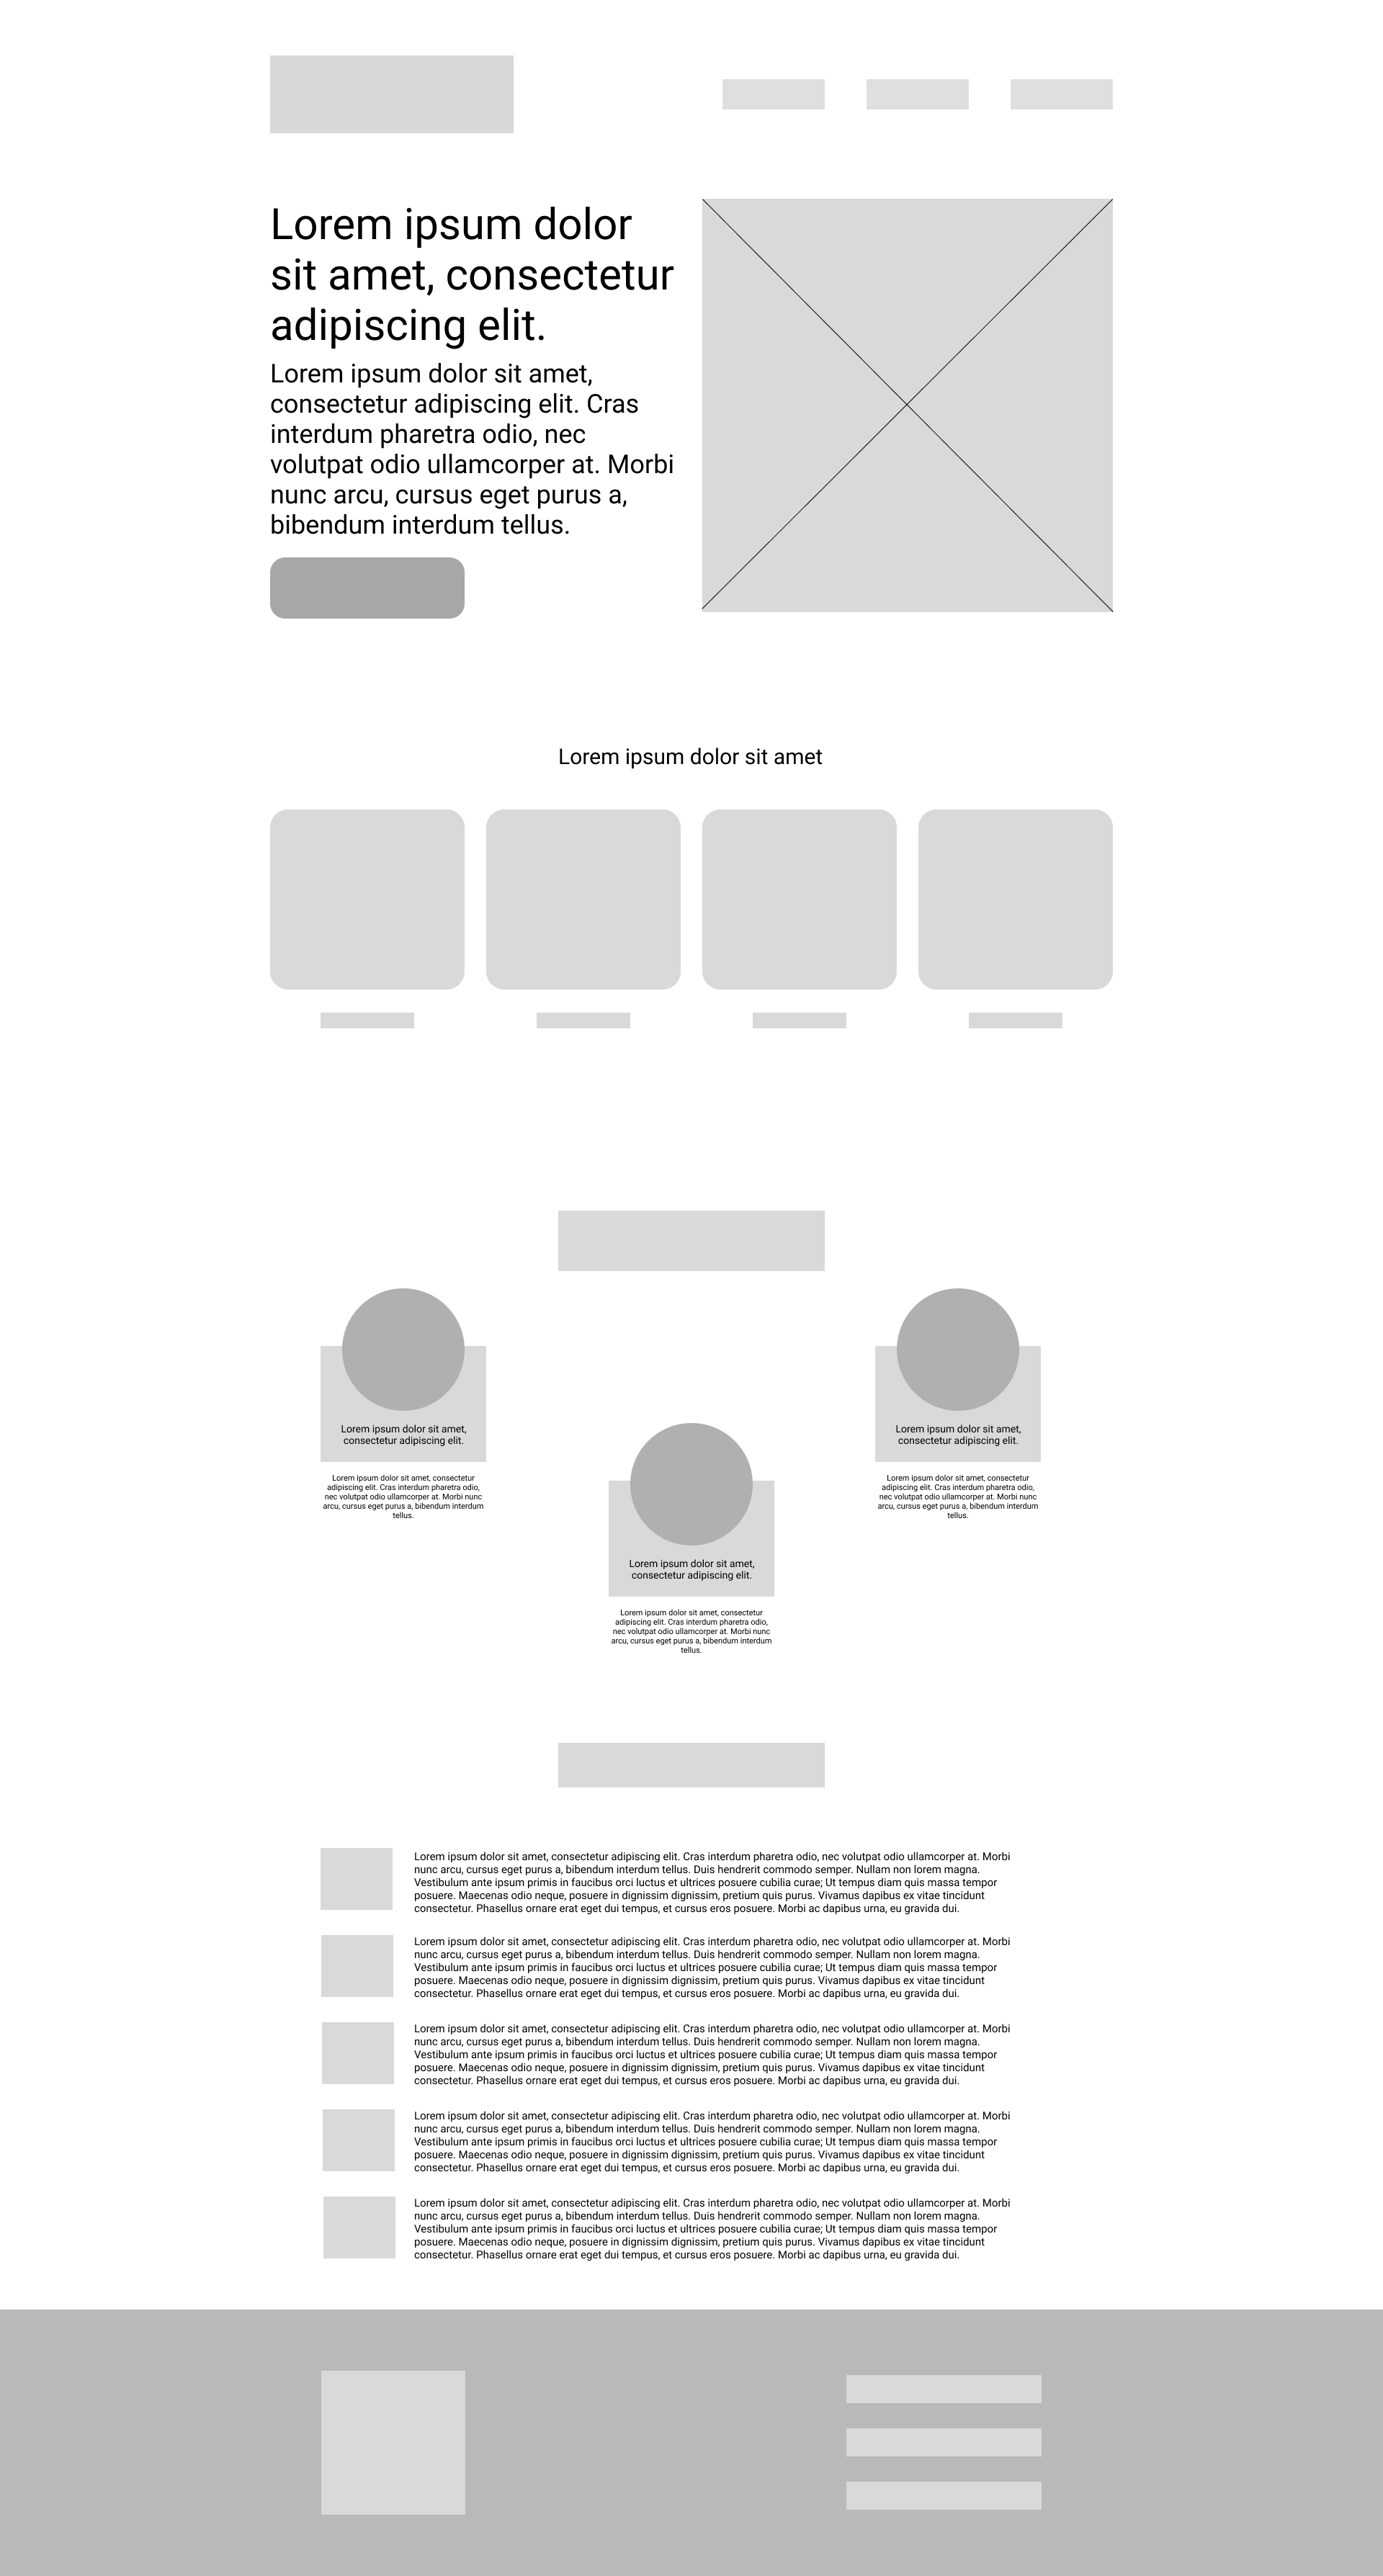 Lorem ipsum dolor
sit amet, consectetur
adipiscing elit.
Lorem ipsum dolor sit amet,
consectetur adipiscing elit. Cras
interdum pharetra odio, nec
volutpat odio ullamcorper at. Morbi
nunc arcu, cursus eget purus a,
bibendum interdum tellus.
Lorem ipsum dolor sit amet
Lorem ipsum dolor sit amet,
consectetur adipiscing elit.
Lorem ipsum dolor sit amet, consectetur
adipiscing elit. Cras interdum pharetra odio,
nec volutpat odio ullamcorper at. Morbi nunc
arcu, cursus eget purus a, bibendum interdum
tellus.
Lorem ipsum dolor sit amet,
consectetur adipiscing elit.
Lorem ipsum dolor sit amet, consectetur
adipiscing elit. Cras interdum pharetra odio,
nec volutpat odio ullamcorper at. Morbi nunc
arcu, cursus eget purus a, bibendum interdum
tellus.
Lorem ipsum dolor sit amet,
consectetur adipiscing elit.
Lorem ipsum dolor sit amet, consectetur
adipiscing elit. Cras interdum pharetra odio,
nec volutpat odio ullamcorper at. Morbi nunc
arcu, cursus eget purus a, bibendum interdum
tellus.
Lorem ipsum dolor sit amet, consectetur adipiscing elit. Cras interdum pharetra odio, nec volutpat odio ullamcorper at. Morbi
nunc arcu, cursus eget purus a, bibendum interdum tellus. Duis hendrerit commodo semper. Nullam non lorem magna.
Vestibulum ante ipsum primis in faucibus orci luctus et ultrices posuere cubilia curae; Ut tempus diam quis massa tempor
posuere. Maecenas odio neque, posuere in dignissim dignissim, pretium quis purus. Vivamus dapibus ex vitae tincidunt
consectetur. Phasellus ornare erat eget dui tempus, et cursus eros posuere. Morbi ac dapibus urna, eu gravida dui.
Lorem ipsum dolor sit amet, consectetur adipiscing elit. Cras interdum pharetra odio, nec volutpat odio ullamcorper at. Morbi
nunc arcu, cursus eget purus a, bibendum interdum tellus. Duis hendrerit commodo semper. Nullam non lorem magna.
Vestibulum ante ipsum primis in faucibus orci luctus et ultrices posuere cubilia curae; Ut tempus diam quis massa tempor
posuere. Maecenas odio neque, posuere in dignissim dignissim, pretium quis purus. Vivamus dapibus ex vitae tincidunt
consectetur. Phasellus ornare erat eget dui tempus, et cursus eros posuere. Morbi ac dapibus urna, eu gravida dui.
Lorem ipsum dolor sit amet, consectetur adipiscing elit. Cras interdum pharetra odio, nec volutpat odio ullamcorper at. Morbi
nunc arcu, cursus eget purus a, bibendum interdum tellus. Duis hendrerit commodo semper. Nullam non lorem magna.
Vestibulum ante ipsum primis in faucibus orci luctus et ultrices posuere cubilia curae; Ut tempus diam quis massa tempor
posuere. Maecenas odio neque, posuere in dignissim dignissim, pretium quis purus. Vivamus dapibus ex vitae tincidunt
consectetur. Phasellus ornare erat eget dui tempus, et cursus eros posuere. Morbi ac dapibus urna, eu gravida dui.
Lorem ipsum dolor sit amet, consectetur adipiscing elit. Cras interdum pharetra odio, nec volutpat odio ullamcorper at. Morbi
nunc arcu, cursus eget purus a, bibendum interdum tellus. Duis hendrerit commodo semper. Nullam non lorem magna.
Vestibulum ante ipsum primis in faucibus orci luctus et ultrices posuere cubilia curae; Ut tempus diam quis massa tempor
posuere. Maecenas odio neque, posuere in dignissim dignissim, pretium quis purus. Vivamus dapibus ex vitae tincidunt
consectetur. Phasellus ornare erat eget dui tempus, et cursus eros posuere. Morbi ac dapibus urna, eu gravida dui.
Lorem ipsum dolor sit amet, consectetur adipiscing elit. Cras interdum pharetra odio, nec volutpat odio ullamcorper at. Morbi
nunc arcu, cursus eget purus a, bibendum interdum tellus. Duis hendrerit commodo semper. Nullam non lorem magna.
Vestibulum ante ipsum primis in faucibus orci luctus et ultrices posuere cubilia curae; Ut tempus diam quis massa tempor
posuere. Maecenas odio neque, posuere in dignissim dignissim, pretium quis purus. Vivamus dapibus ex vitae tincidunt
consectetur. Phasellus ornare erat eget dui tempus, et cursus eros posuere. Morbi ac dapibus urna, eu gravida dui.